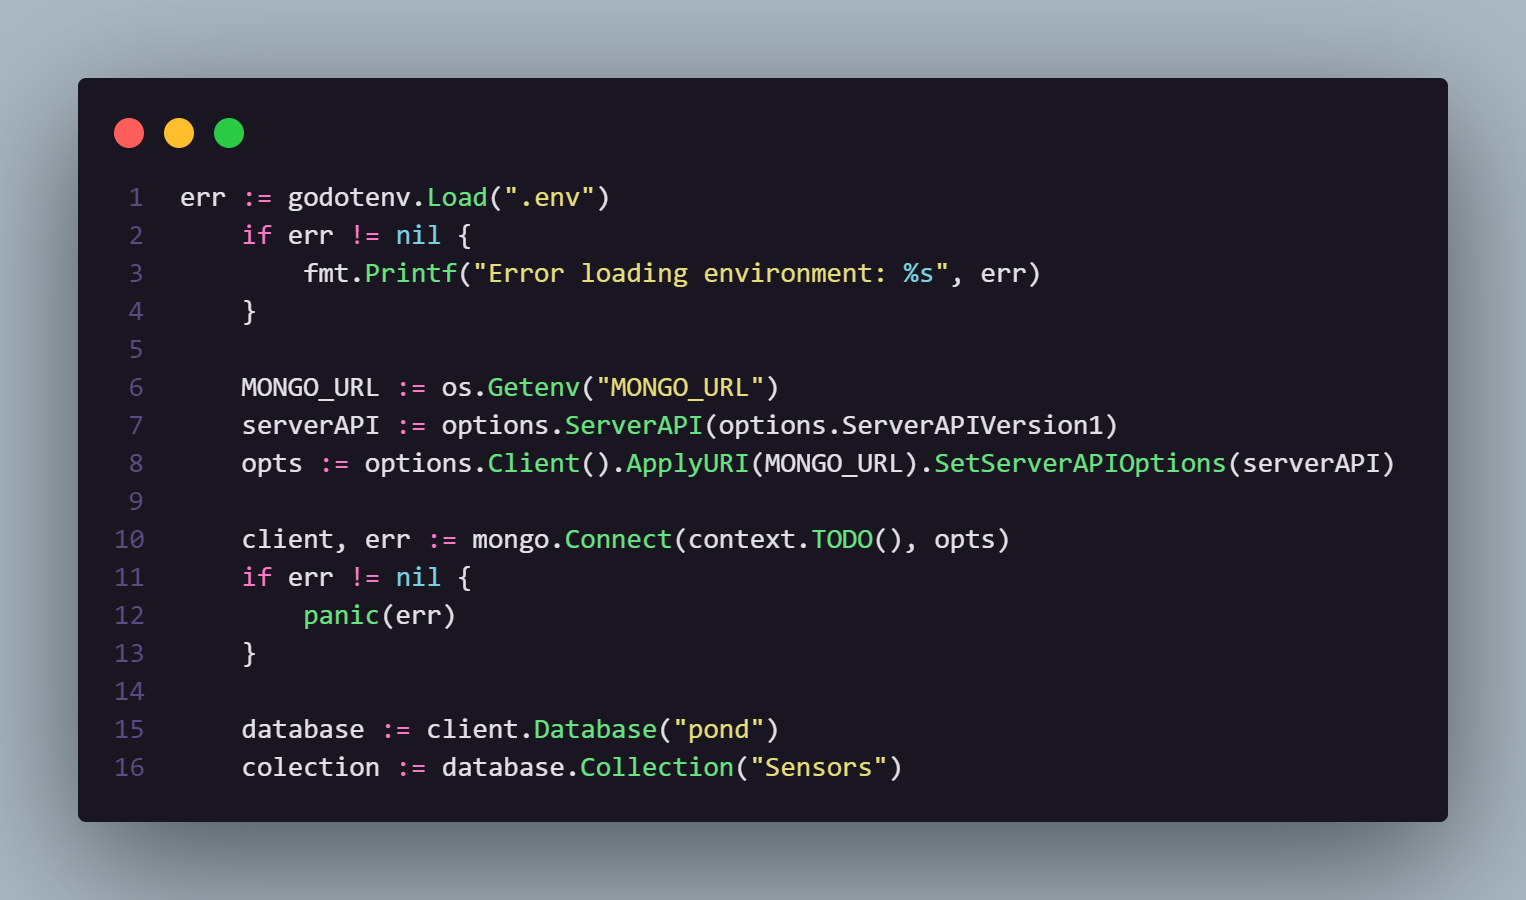 1 err := godotenv.Load(".env")
2     if err != nil {
3         fmt.Printf("Error loading environment: %s", err)
4     }
5
6     MONGO_URL := os.Getenv("MONGO_URL")
7     serverAPI := options.ServerAPI(options.ServerAPIVersion1)
8     opts := options.Client().ApplyURI(MONGO_URL).SetServerAPIOptions(serverAPI)
9
10     client, err := mongo.Connect(context.TODO(), opts)
11     if err != nil {
12         panic(err)
13     }
14
15     database := client.Database("pond")
16     colection := database.Collection("Sensors")